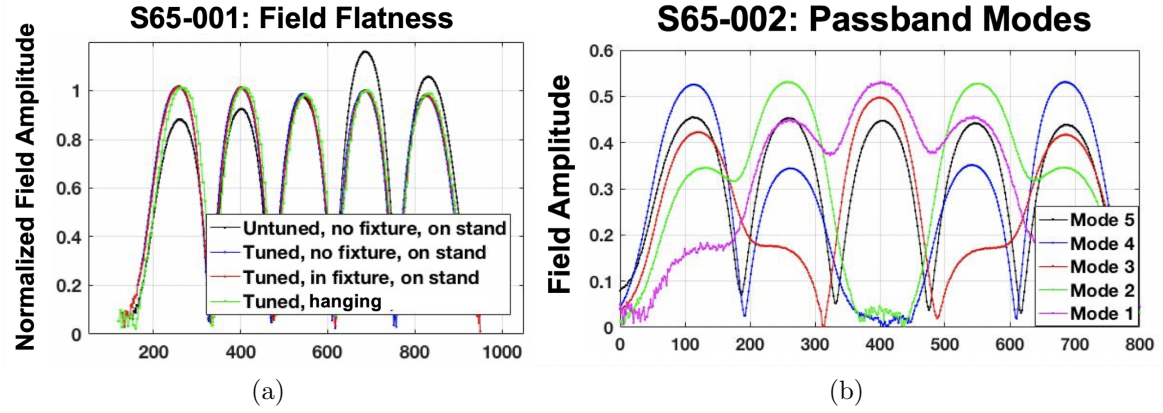 S65-001: Field Flatness
Normalized Field Amplitude
1
0.8
0.6
0.4
0.2
0
200 400 600 800 1000
Untuned, no fixture, on stand
Tuned, no fixture, on stand
Tuned, in fixture, on stand
Tuned, hanging
(a)
S65-002: Passband Modes
Field Amplitude
0.6
0.5
0.4
0.3
0.2
0.1
0
0 100 200 300 400 500 600 700 800
Mode 5
Mode 4
Mode 3
Mode 2
Mode 1
(b)